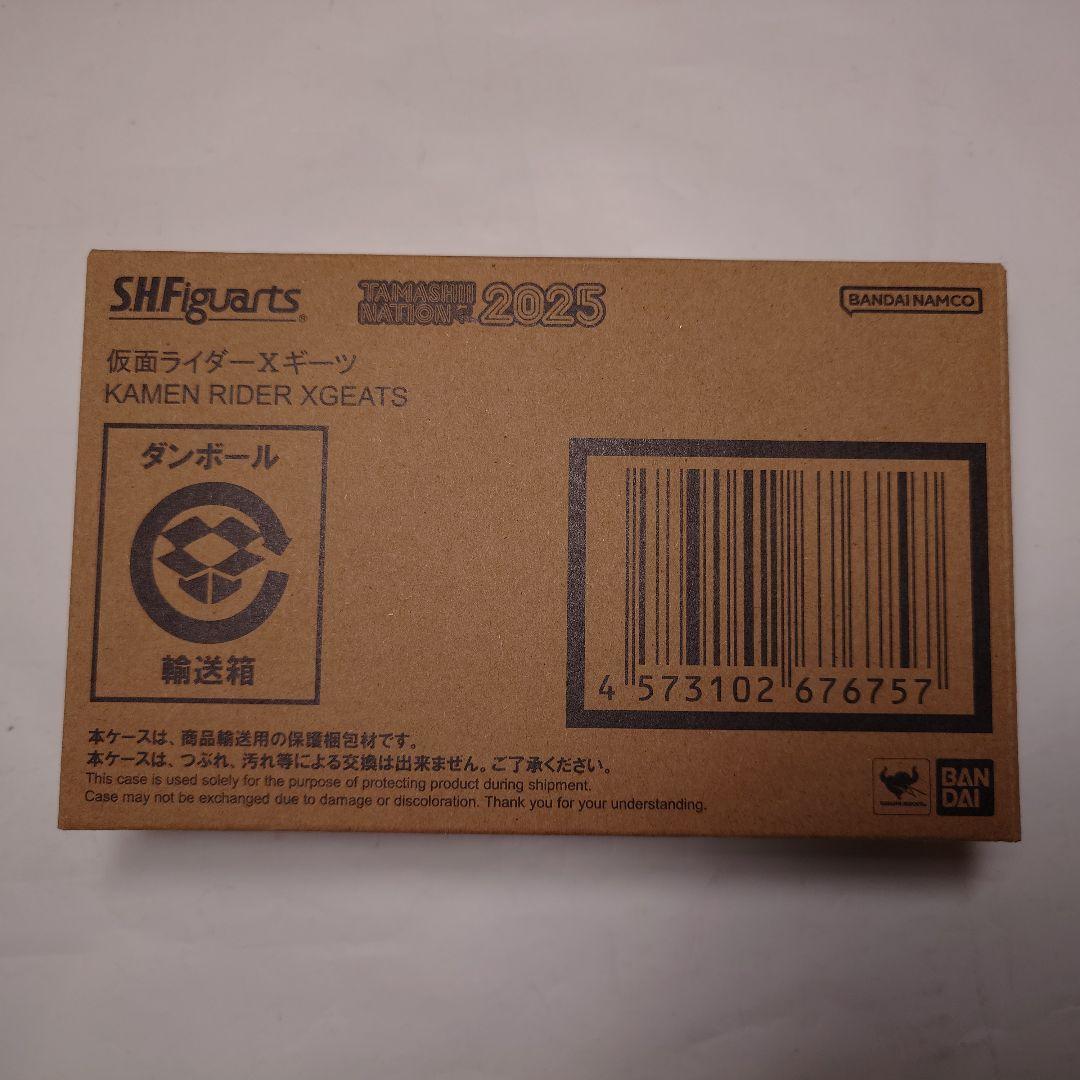 S.H.Figuarts®
TAMASHII
NATION 2025
BANDAI NAMCO
仮面ライダーXギーツ
KAMEN RIDER XGEATS
ダンボール
輸送箱
4 573102 676757
本ケースは、商品輸送用の保護梱包材です。
本ケースは、つぶれ、汚れ等による交換は出来ません。ご了承ください。
This case is used solely for the purpose of protecting product during shipment.
Case may not be exchanged due to damage or discoloration. Thank you for your understanding.
BAN
DAI